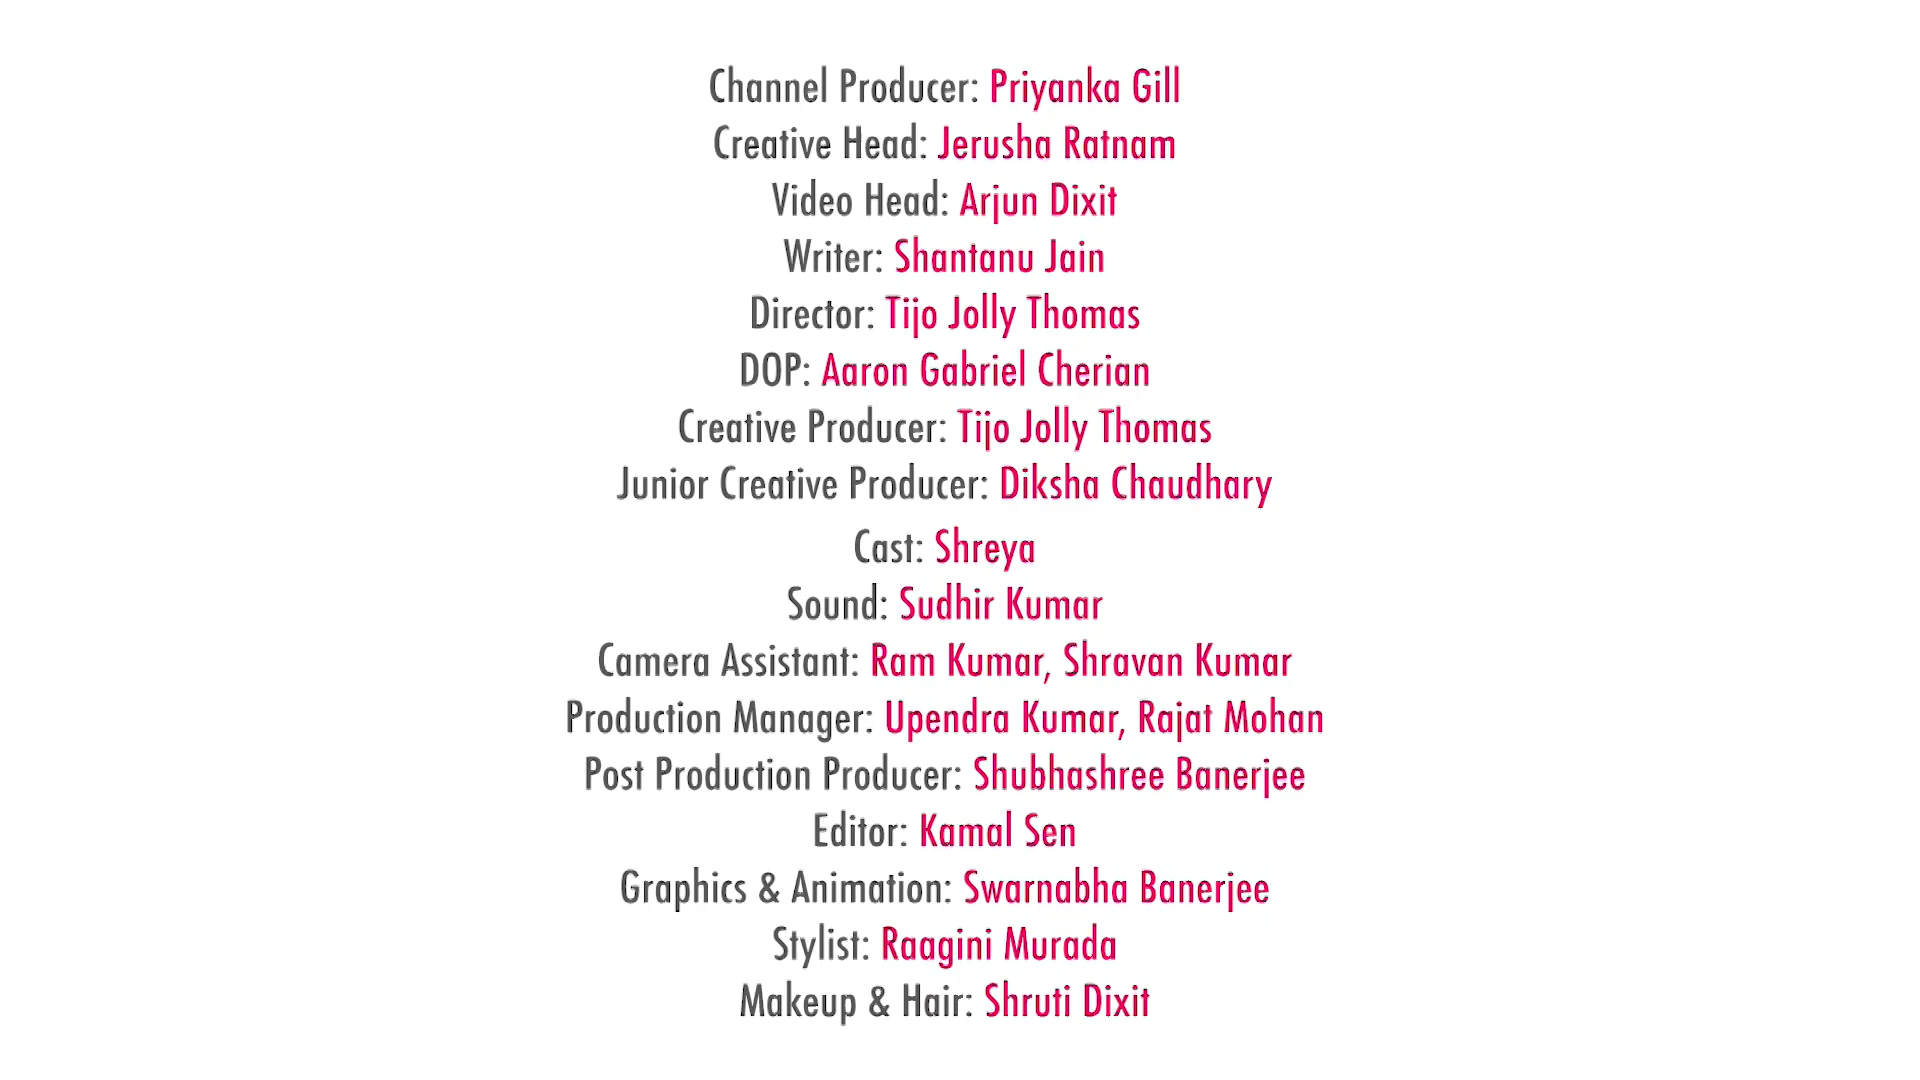 Channel Producer: Priyanka Gill
Creative Head: Jerusha Ratnam
Video Head: Arjun Dixit
Writer: Shantanu Jain
Director: Tijo Jolly Thomas
DOP: Aaron Gabriel Cherian
Creative Producer: Tijo Jolly Thomas
Junior Creative Producer: Diksha Chaudhary
Cast: Shreya
Sound: Sudhir Kumar
Camera Assistant: Ram Kumar, Shravan Kumar
Production Manager: Upendra Kumar, Rajat Mohan
Post Production Producer: Shubhashree Banerjee
Editor: Kamal Sen
Graphics & Animation: Swarnabha Banerjee
Stylist: Raagini Murada
Makeup & Hair: Shruti Dixit